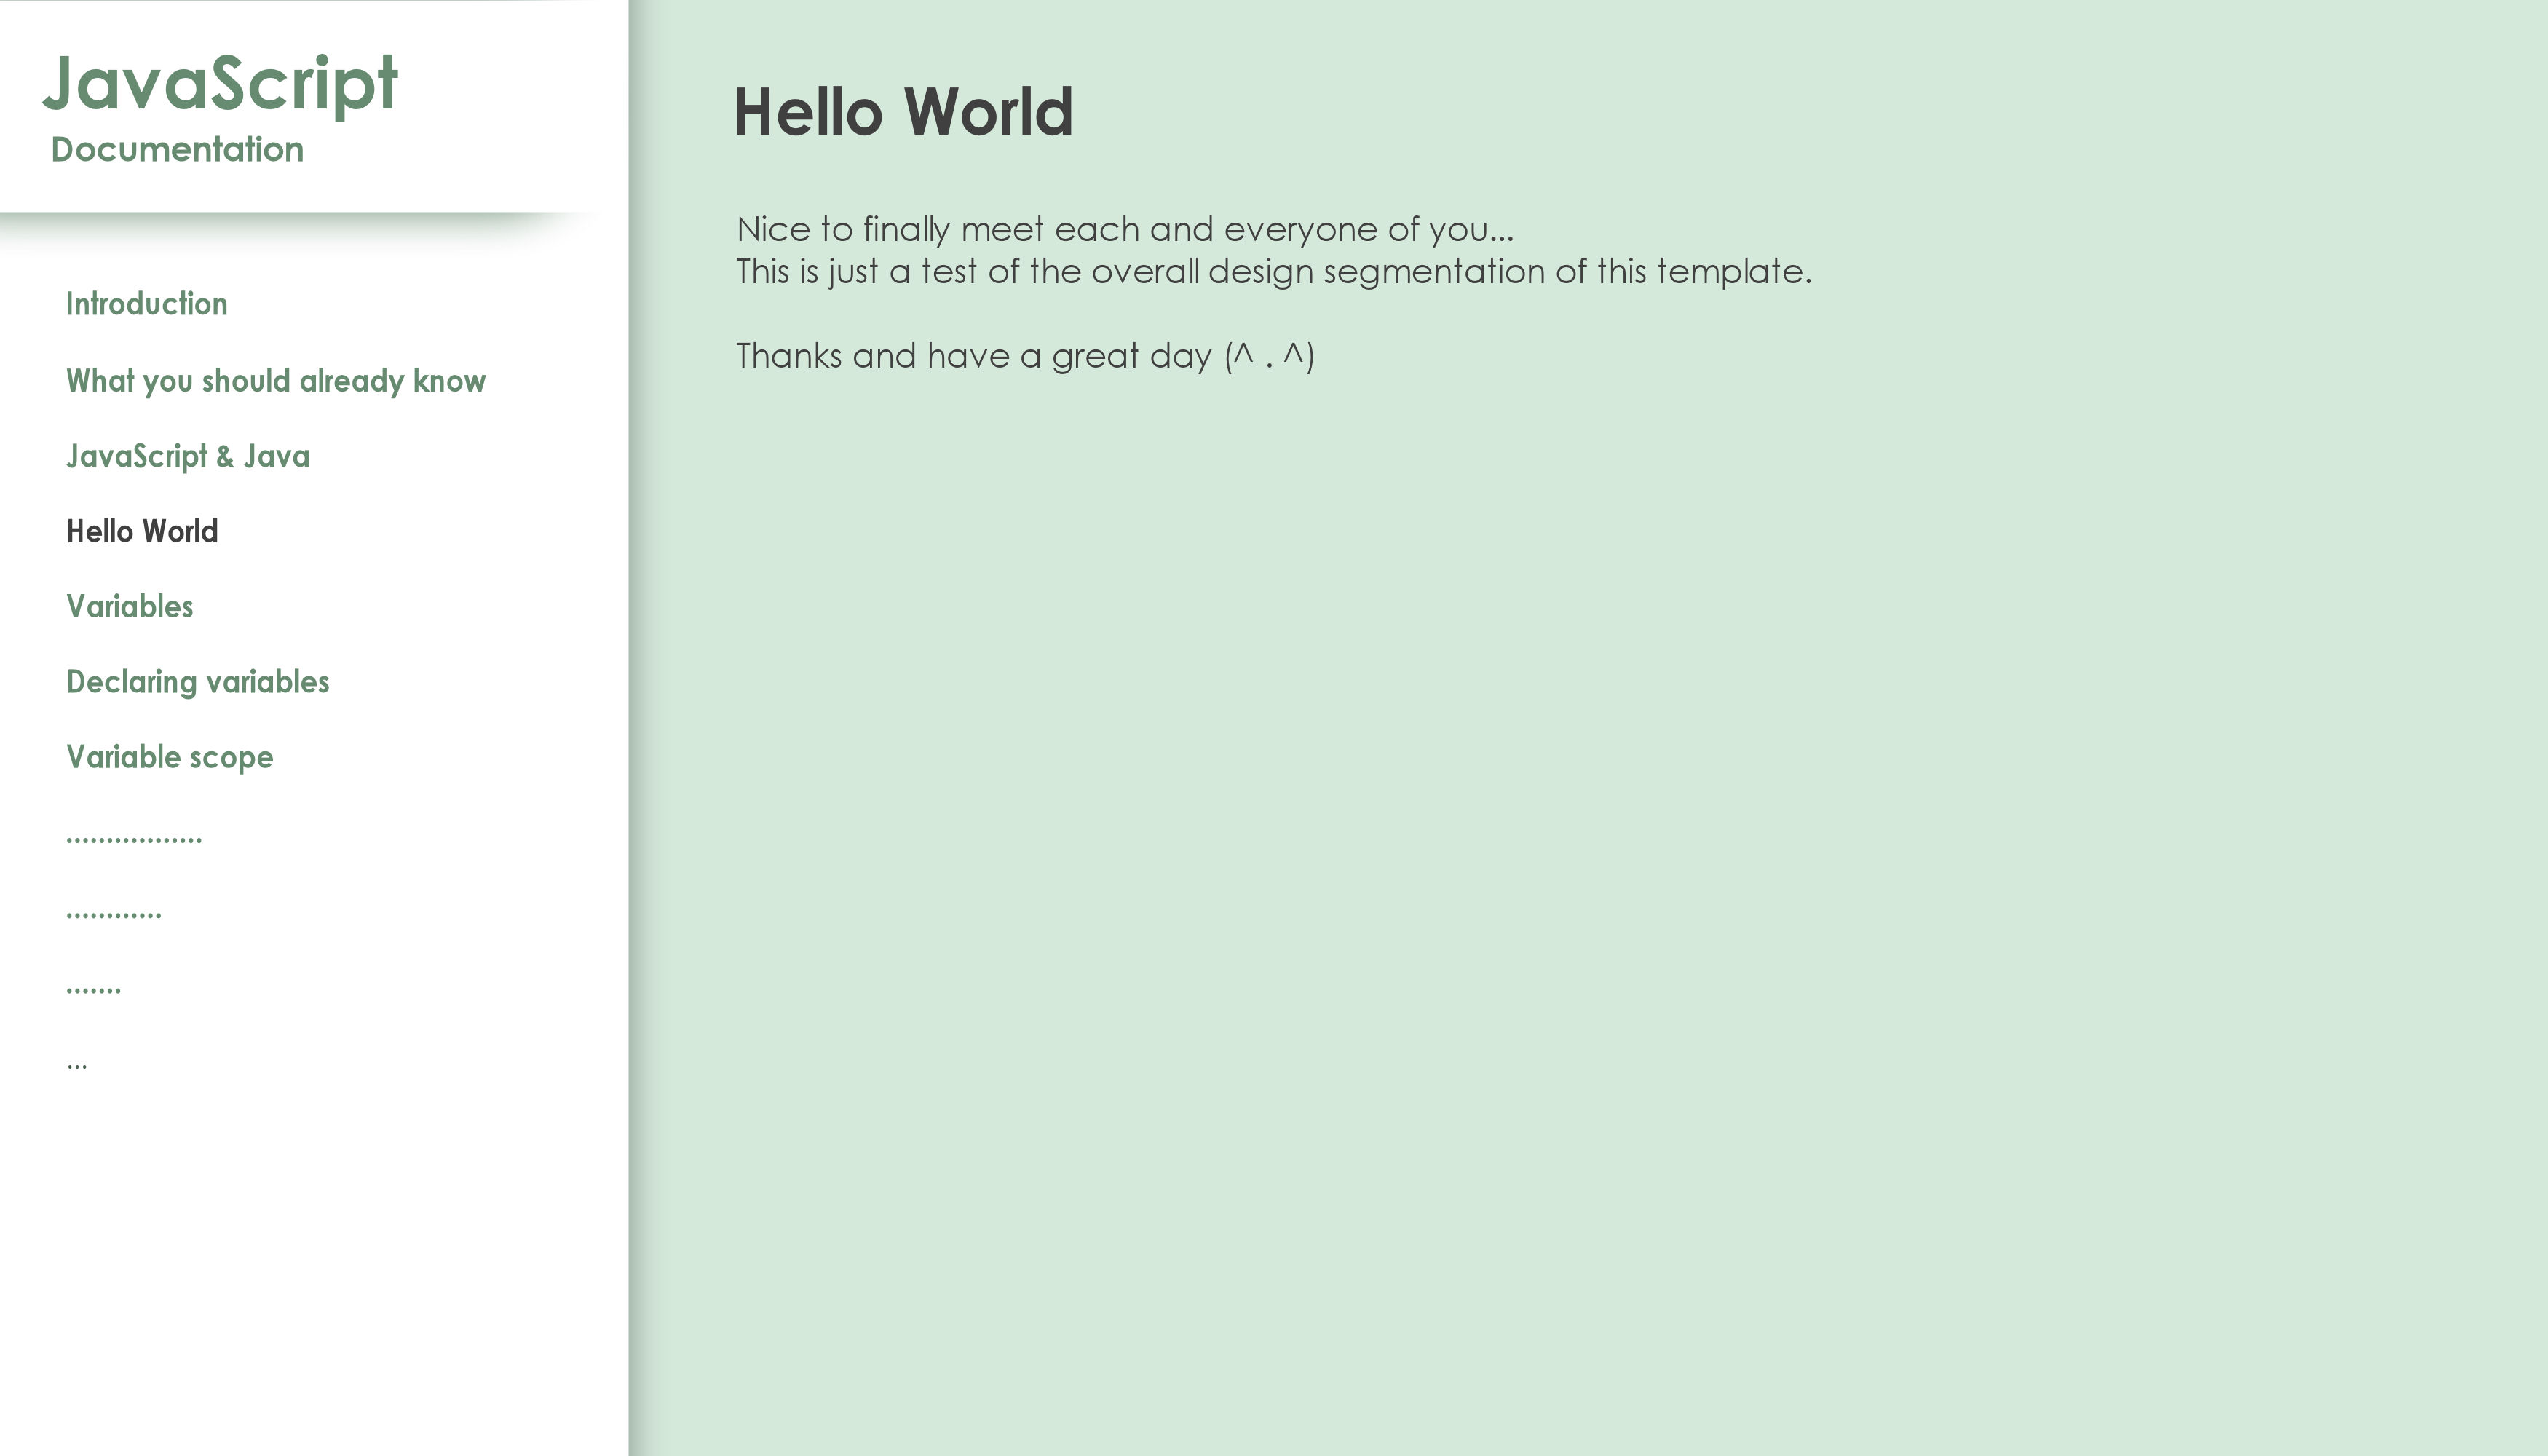 JavaScript
Documentation
Introduction
What you should already know
JavaScript & Java
Hello World
Variables
Declaring variables
Variable scope
.................
............
.......
...
Hello World
Nice to finally meet each and everyone of you...
This is just a test of the overall design segmentation of this template.
Thanks and have a great day (^ . ^)